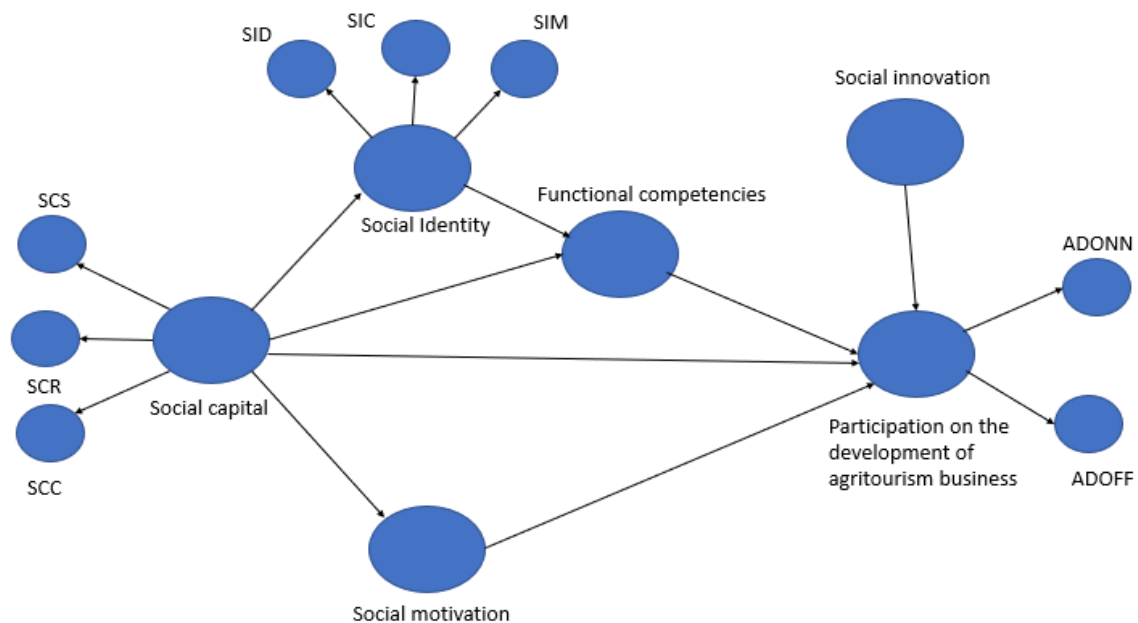 SID
SIC
SIM
Social innovation
Functional competencies
SCS
Social Identity
ADONN
SCR
Social capital
Participation on the
development of
agritourism business
SCC
ADOFF
Social motivation